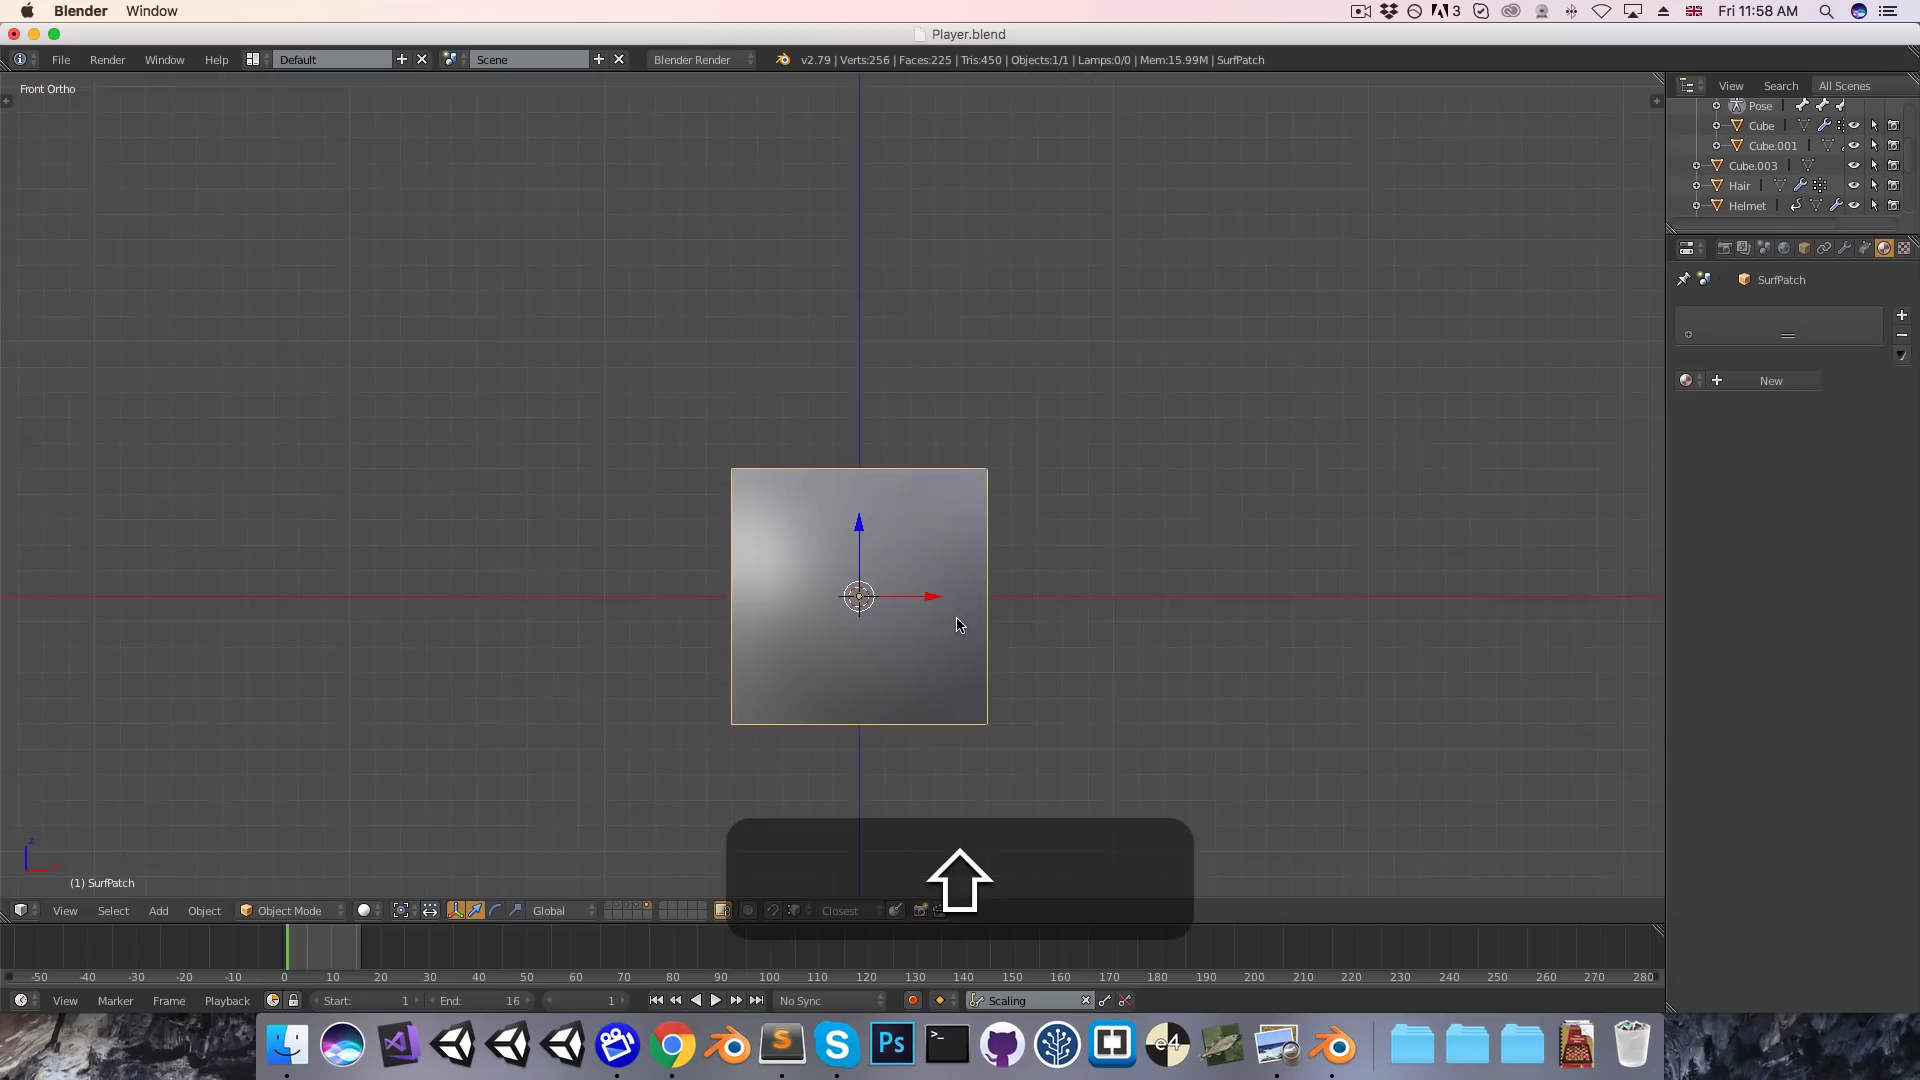 Blender Window
3 Fri 11:58 AM
Player.blend
File Render Window Help Default Scene Blender Render v2.79 | Verts:256 | Faces:225 | Tris:450 | Objects:1/1 | Lamps:0/0 | Mem:15.99M | SurfPatch
View Search All Scenes
Front Ortho
Pose
Cube
Cube.001
Cube.003
Hair
Helmet
SurfPatch
New
z
(1) SurfPatch
View Select Add Object Object Mode Global Closest
-50 -40 -30 -20 -10 0 10 20 30 40 50 60 70 80 90 100 110 120 130 140 150 160 170 180 190 200 210 220 230 240 250 260 270 280
View Marker Frame Playback Start: 1 End: 16 1 No Sync Scaling
S Ps >_ e4